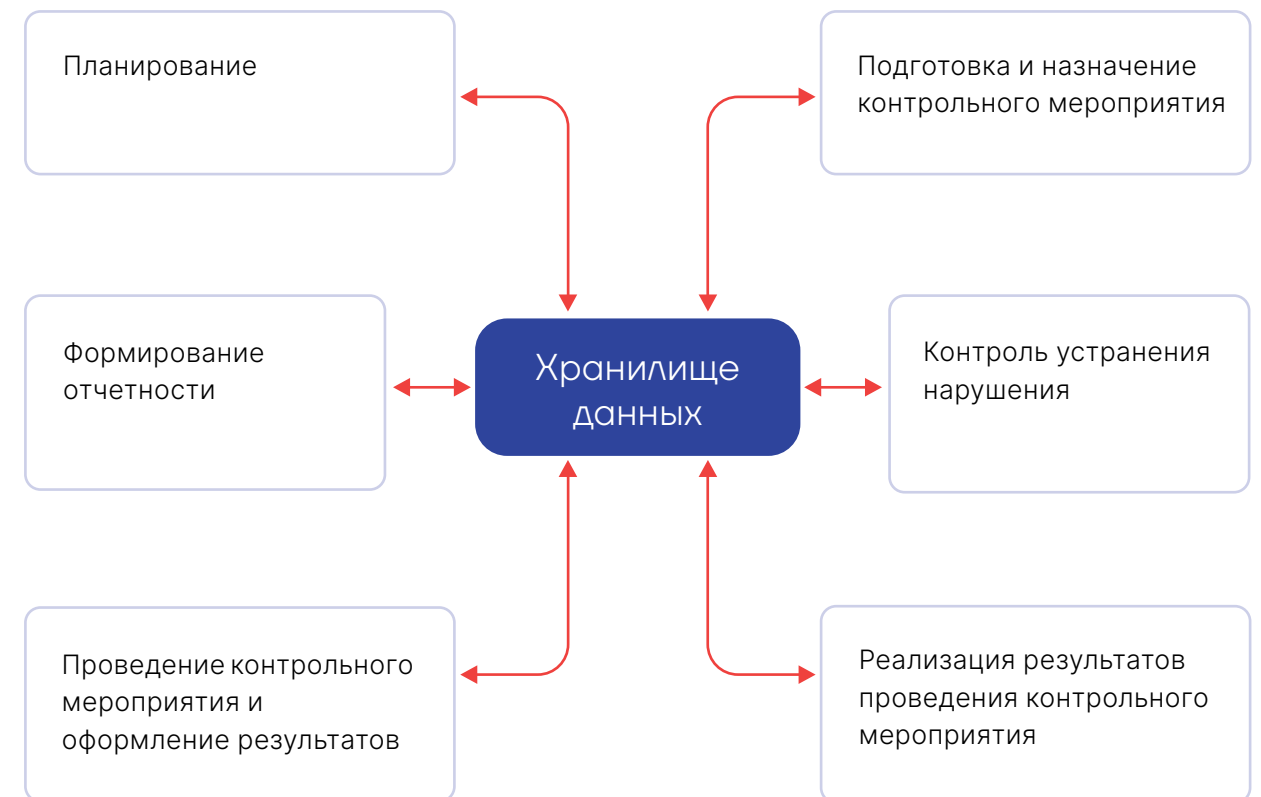 Планирование
Подготовка и назначение
контрольного мероприятия
Формирование
отчетности
Хранилище
данных
Контроль устранения
нарушения
Проведение контрольного
мероприятия и
оформление результатов
Реализация результатов
проведения контрольного
мероприятия